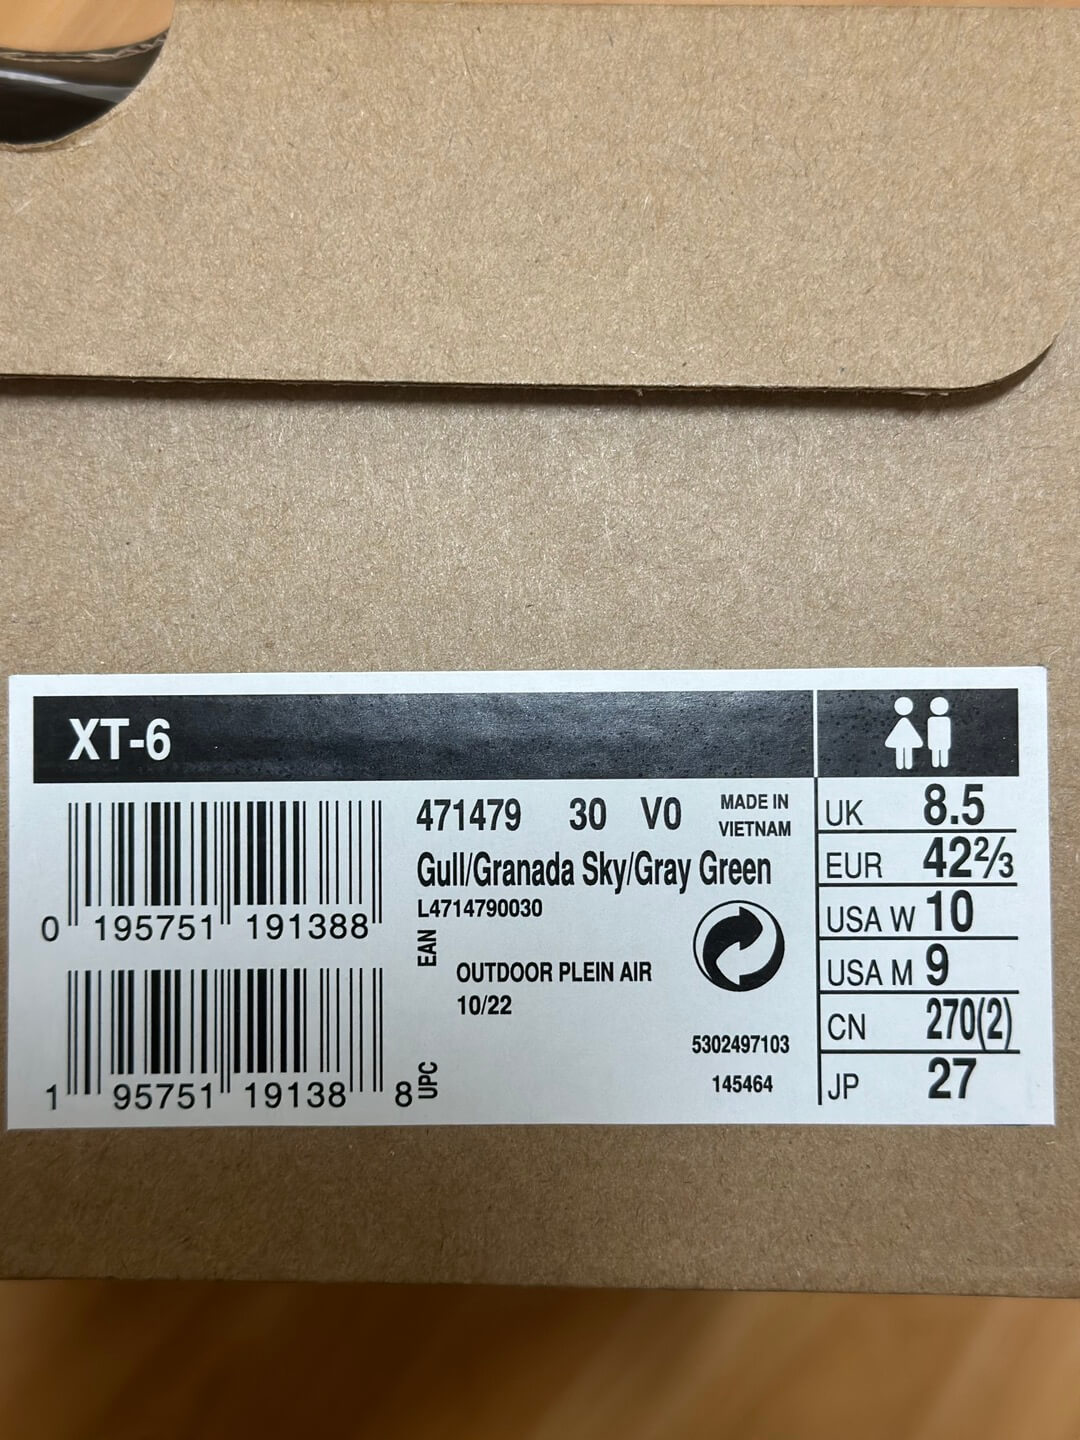 XT-6
471479 30 V0
MADE IN
VIETNAM
Gull/Granada Sky/Gray Green
L4714790030
0 195751 191388
EAN
OUTDOOR PLEIN AIR
10/22
5302497103
145464
1 95751 19138 8
UPC
UK 8.5
EUR 42⅔
USA W 10
USA M 9
CN 270(2)
JP 27